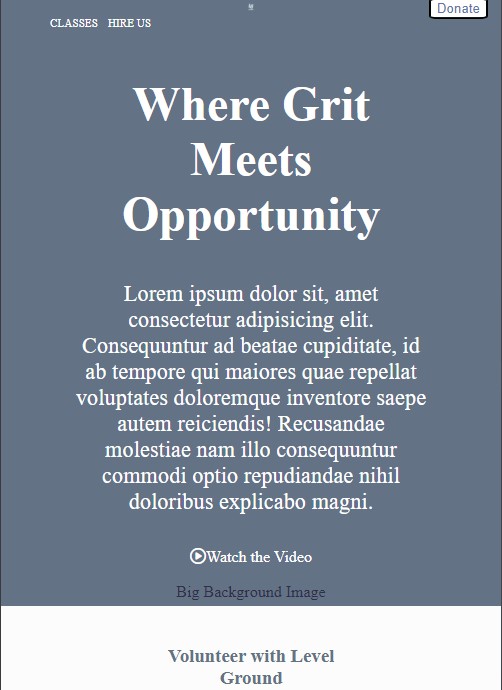 Donate
CLASSES HIRE US
Where Grit
Meets
Opportunity
Lorem ipsum dolor sit, amet
consectetur adipisicing elit.
Consequuntur ad beatae cupiditate, id
ab tempore qui maiores quae repellat
voluptates doloremque inventore saepe
autem reiciendis! Recusandae
molestiae nam illo consequuntur
commodi optio repudiandae nihil
doloribus explicabo magni.
Watch the Video
Big Background Image
Volunteer with Level
Ground